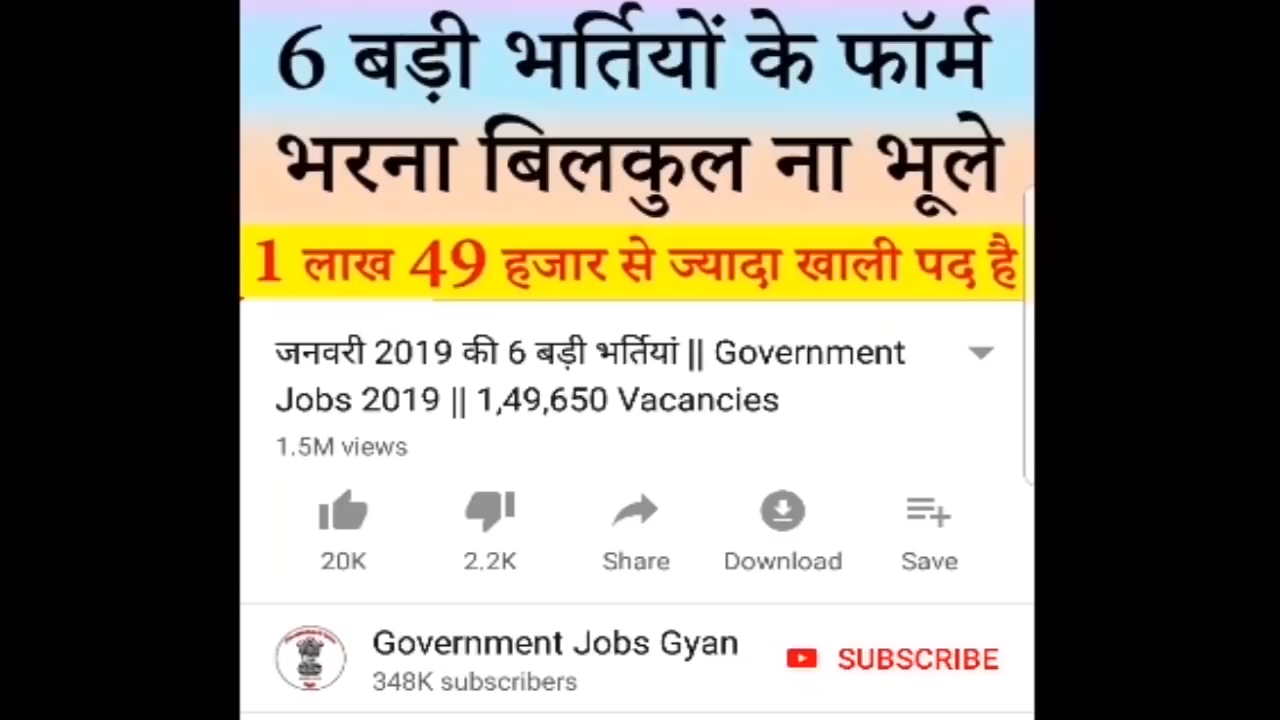 6 बड़ी भर्तियों के फॉर्म
भरना बिलकुल ना भूले
1 लाख 49 हजार से ज्यादा खाली पद है
जनवरी 2019 की 6 बड़ी भर्तियां || Government
Jobs 2019 || 1,49,650 Vacancies
1.5M views
20K 2.2K Share Download Save
Government Jobs Gyan
348K subscribers
SUBSCRIBE